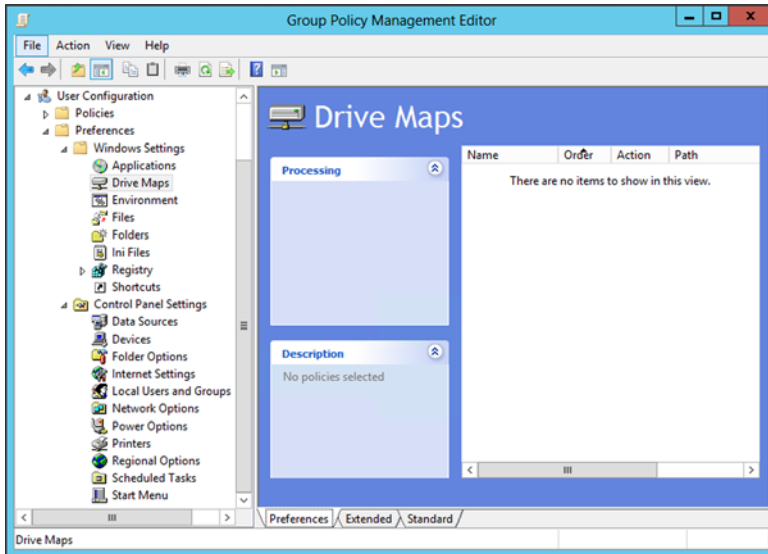 Group Policy Management Editor
File Action View Help
User Configuration
Policies
Preferences
Windows Settings
Applications
Drive Maps
Environment
Files
Folders
Ini Files
Registry
Shortcuts
Control Panel Settings
Data Sources
Devices
Folder Options
Internet Settings
Local Users and Groups
Network Options
Power Options
Printers
Regional Options
Scheduled Tasks
Start Menu
Drive Maps
Processing
Description
No policies selected
Name Order Action Path
There are no items to show in this view.
Preferences Extended Standard
Drive Maps